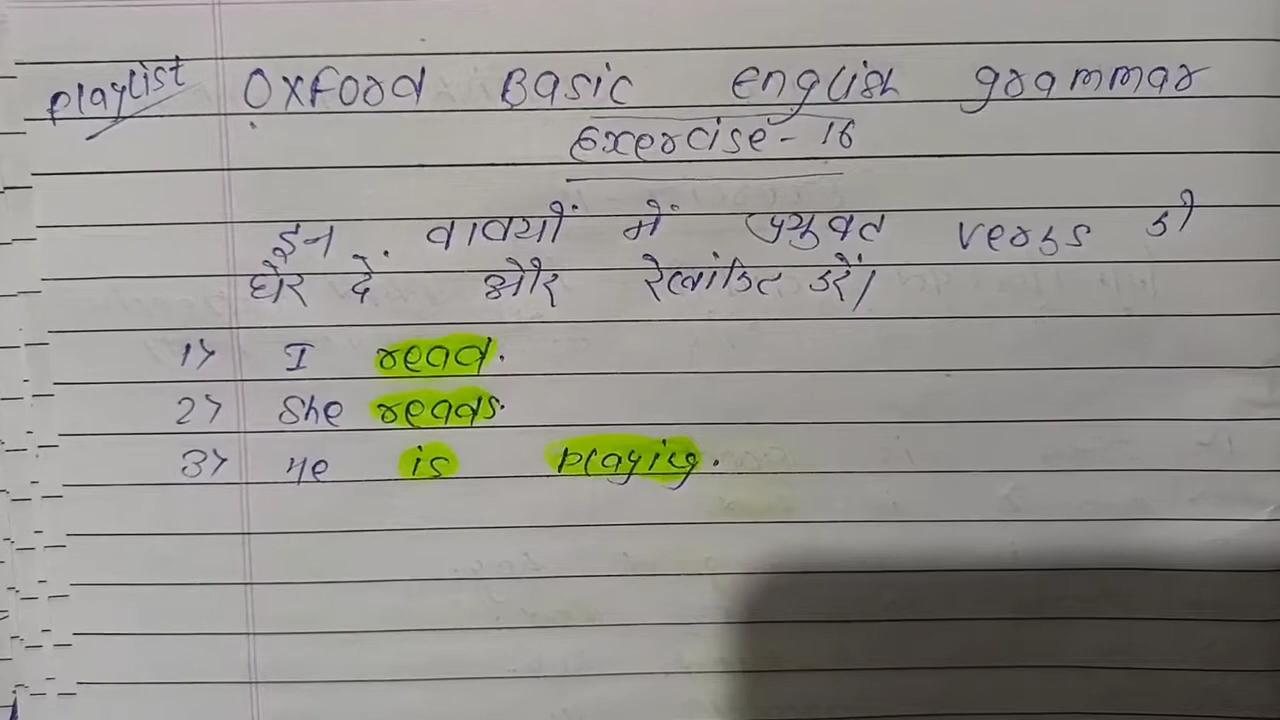 Playlist Oxford Basic english grammar
Exercise-16
इन वाक्यों में प्रयुक्त verbs को
घेर दे और रेखांकित करें।
1> I read.
2> She reads.
3> He is playing.